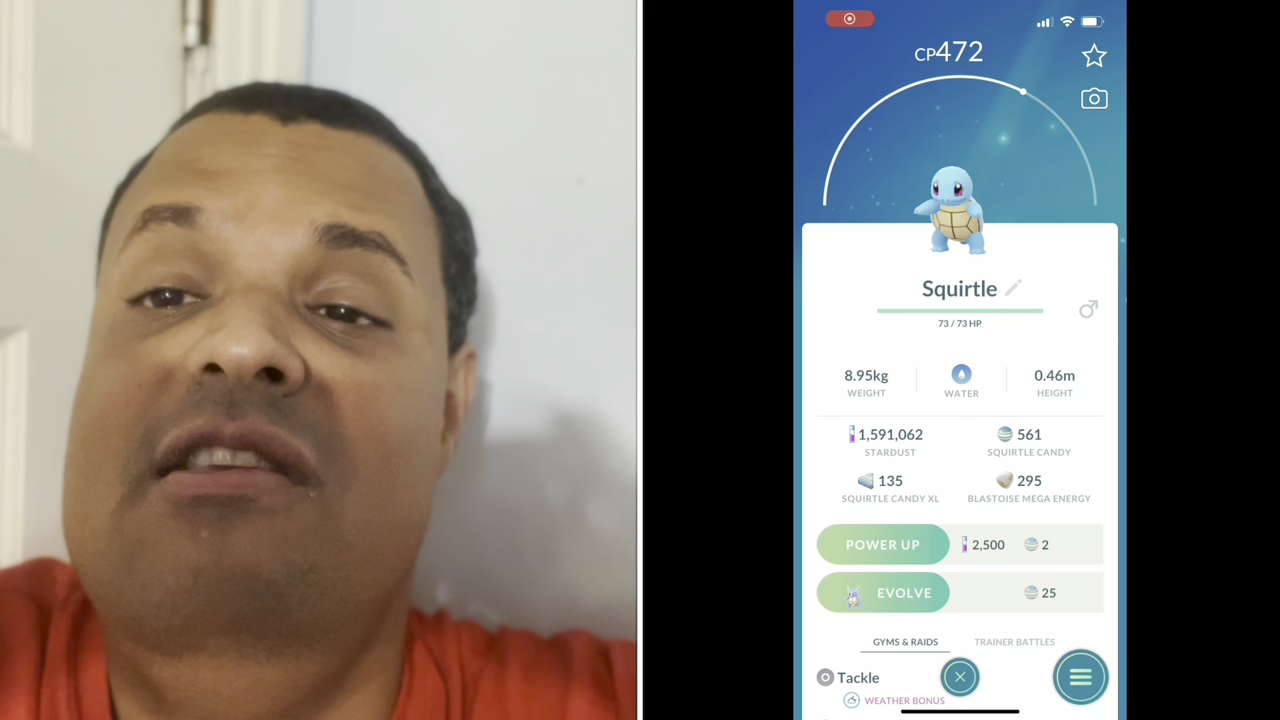 CP472
Squirtle
73 / 73 HP
8.95kg
WEIGHT
WATER
0.46m
HEIGHT
1,591,062
STARDUST
561
SQUIRTLE CANDY
135
SQUIRTLE CANDY XL
295
BLASTOISE MEGA ENERGY
POWER UP 2,500 2
EVOLVE 25
GYMS & RAIDS TRAINER BATTLES
Tackle
WEATHER BONUS